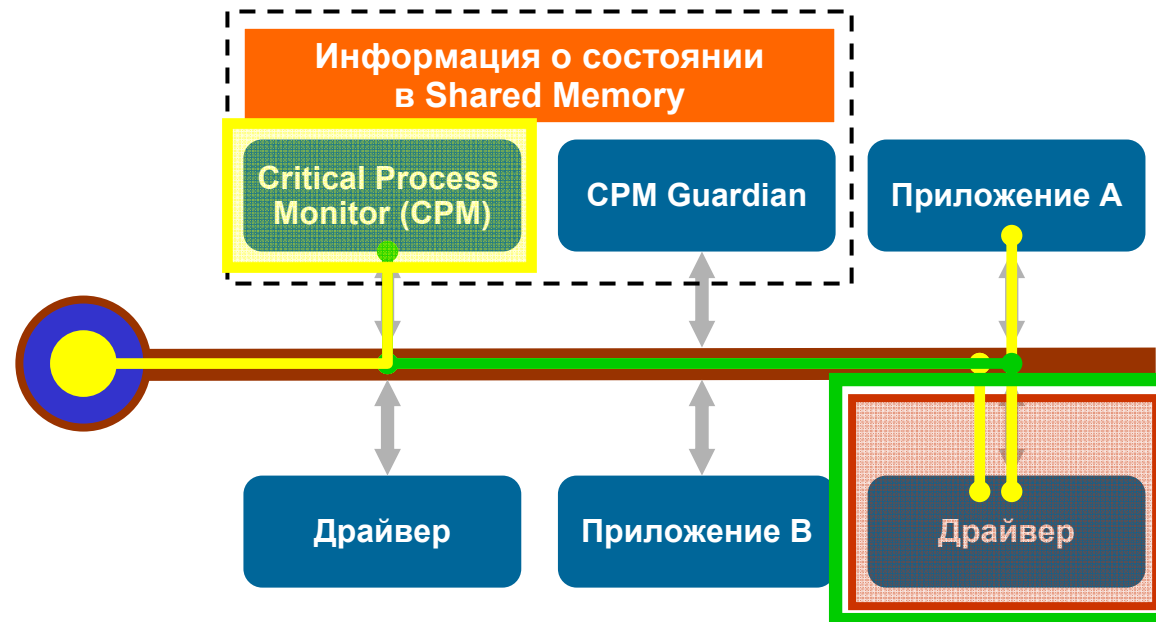 Информация о состоянии
в Shared Memory
Critical Process
Monitor (CPM)
CPM Guardian
Приложение A
Драйвер
Приложение B
Драйвер